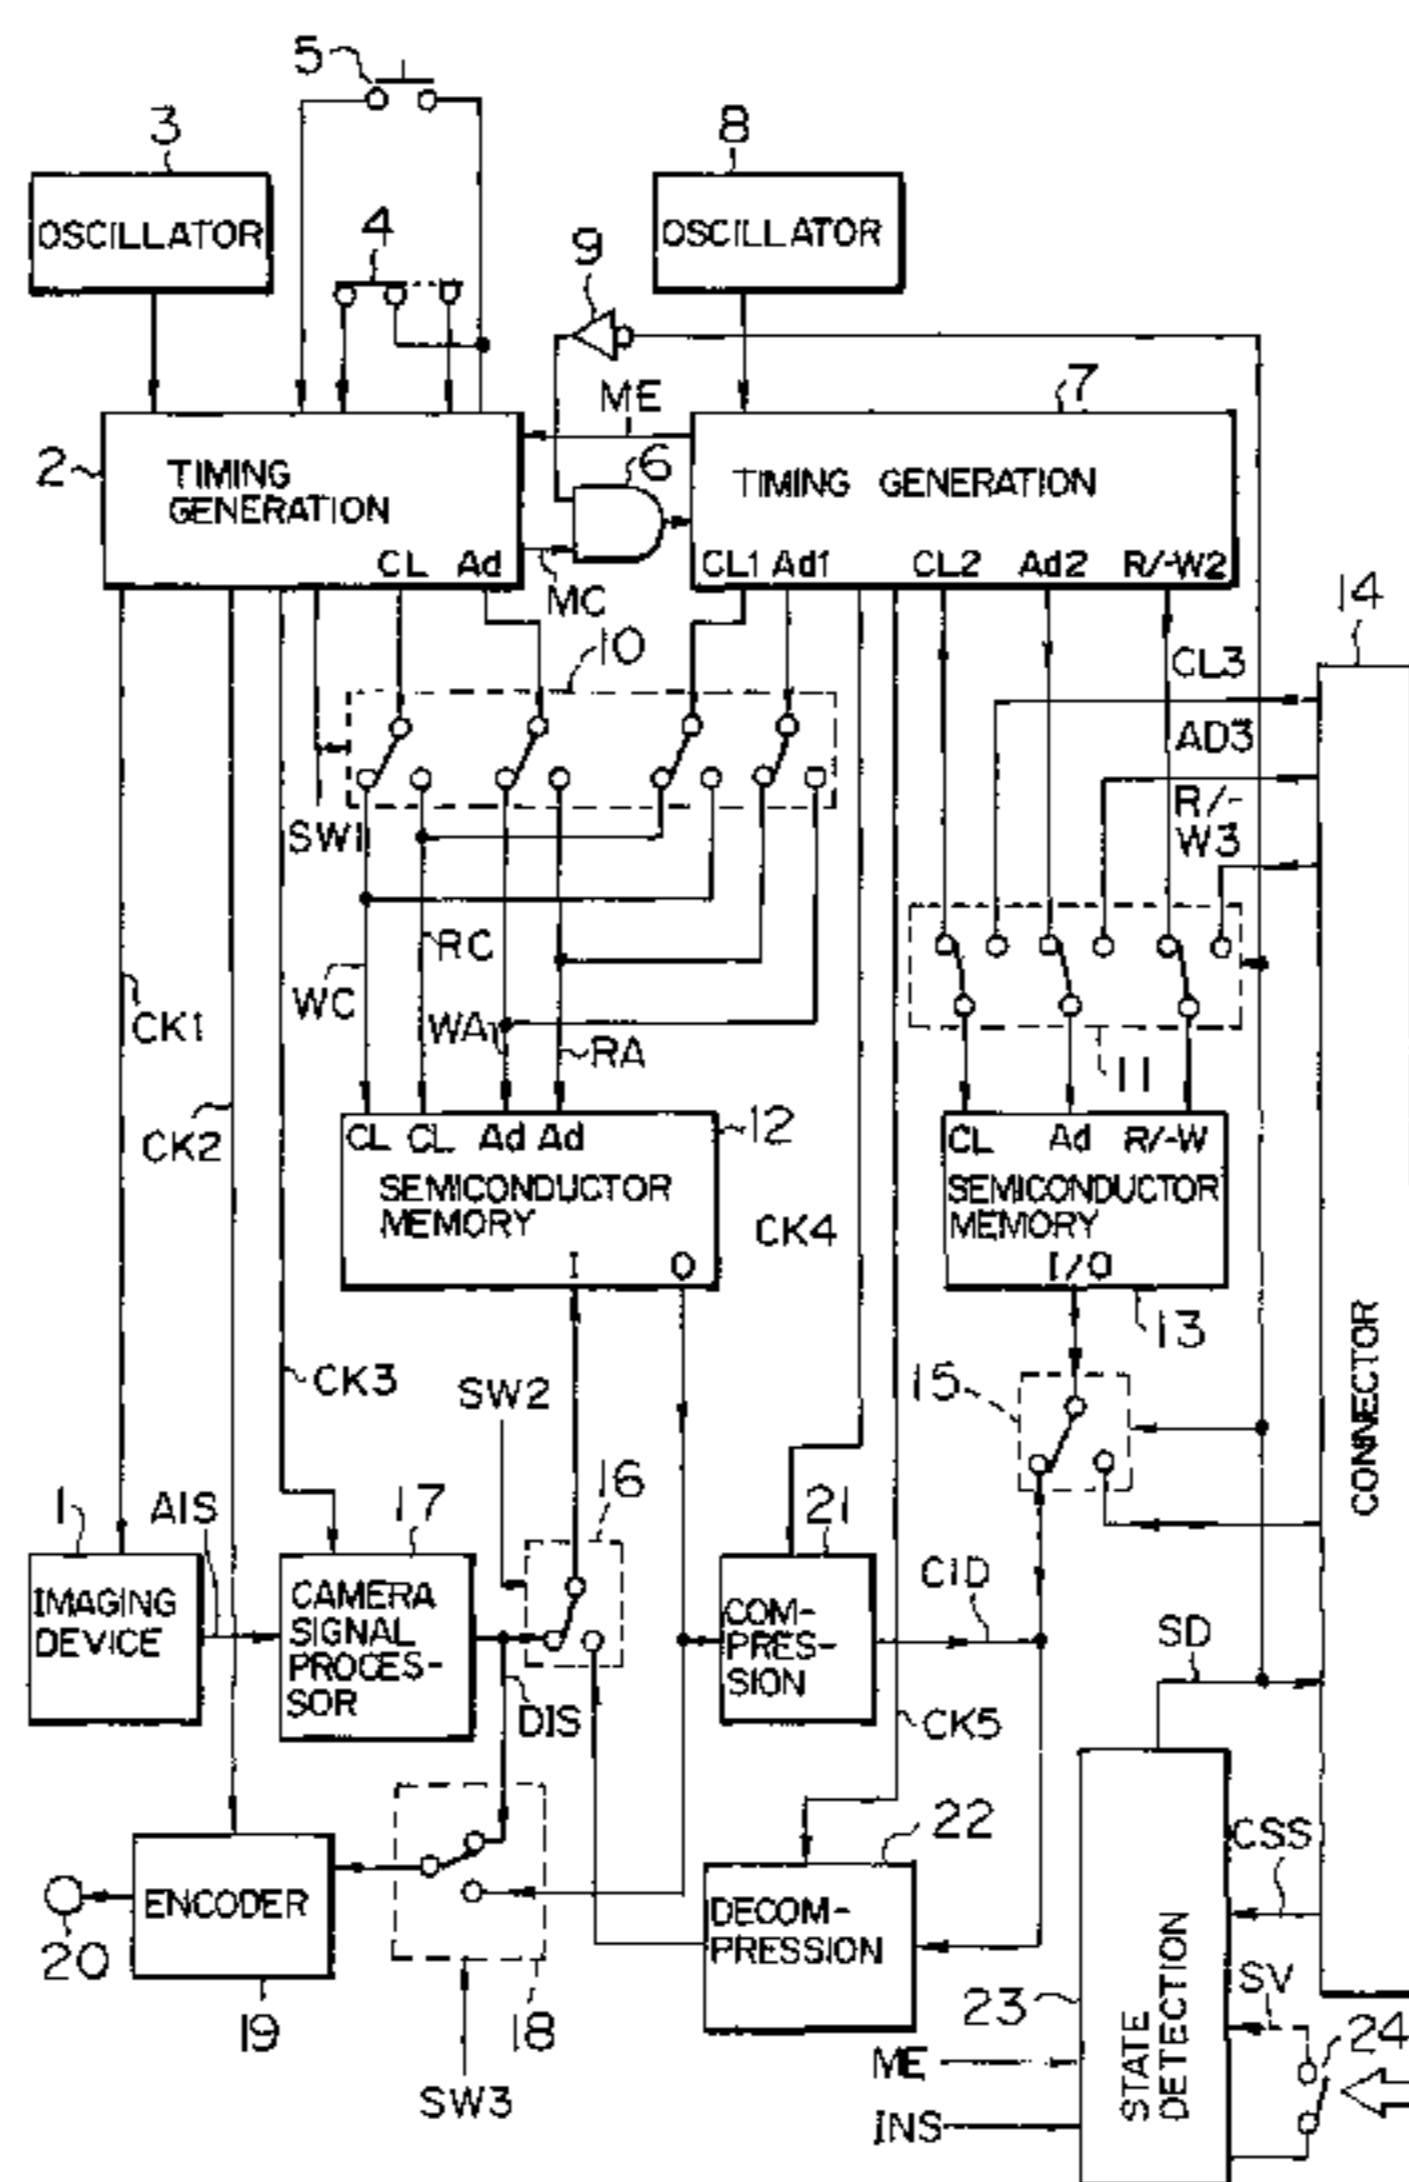 5
3
8
OSCILLATOR
4
9
OSCILLATOR
ME
7
2
TIMING
GENERATION
6
TIMING GENERATION
CL Ad
MC
CL1 Ad1 CL2 Ad2 R/-W2
14
10
CL3
AD3
R/-
W3
SW1
RC
WC
WA
RA
CK1
11
CK2
CL CL Ad Ad
12
CL Ad R/-W
SEMICONDUCTOR
MEMORY
SEMICONDUCTOR
MEMORY
CK4
I O
I/O
13
CONNECTOR
CK3
SW2
15
16
1
AIS
17
21
IMAGING
DEVICE
CAMERA
SIGNAL
PROCES-
SOR
COM-
PRES-
SION
CID
SD
DIS
CK5
22
CSS
ENCODER
DECOM-
PRESSION
20
19
18
SW3
23
STATE
DETECTION
SV
24
ME
INS